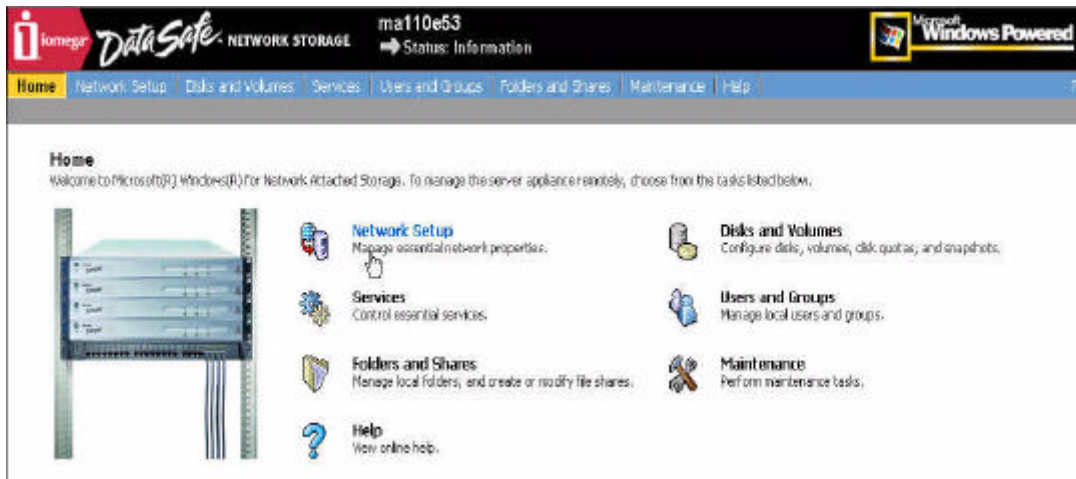 iomega DataSafe NETWORK STORAGE
ma110e53
Status: Information
Microsoft
Windows Powered
Home | Network Setup | Disks and Volumes | Services | Users and Groups | Folders and Shares | Maintenance | Help
Home
Welcome to Microsoft(R) Windows(R) for Network Attached Storage. To manage the server appliance remotely, choose from the tasks listed below.
Network Setup
Manage essential network properties.
Disks and Volumes
Configure disks, volumes, disk quotas, and snapshots.
Services
Control essential services.
Users and Groups
Manage local users and groups.
Folders and Shares
Manage local folders, and create or modify file shares.
Maintenance
Perform maintenance tasks.
Help
View online help.